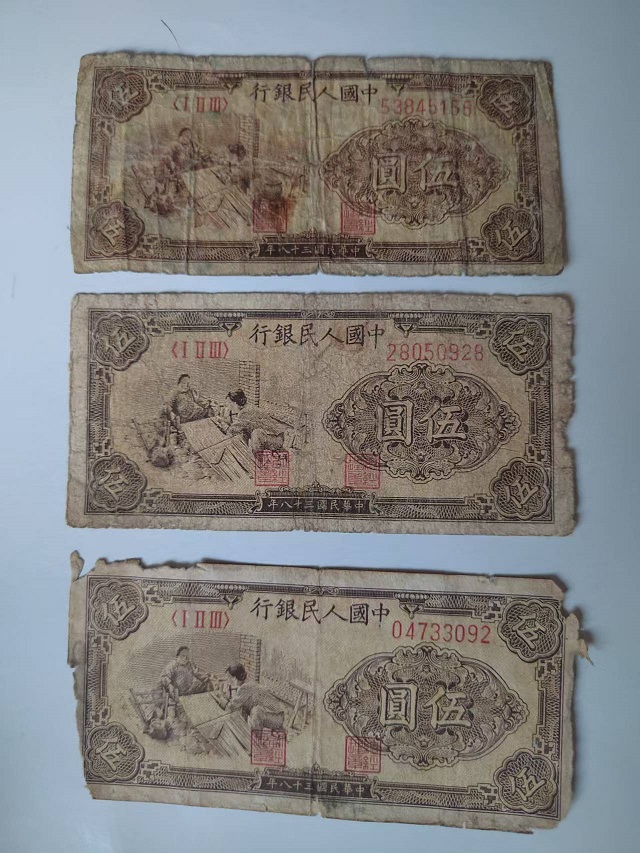 中國人民銀行
〈I II III〉 53845168
伍 伍
伍圓
伍 伍
中華民國三十八年
中國人民銀行
〈I II III〉 28050928
伍 伍
伍圓
伍 伍
中華民國三十八年
中國人民銀行
〈I II III〉 04733092
伍 伍
伍圓
伍 伍
中華民國三十八年